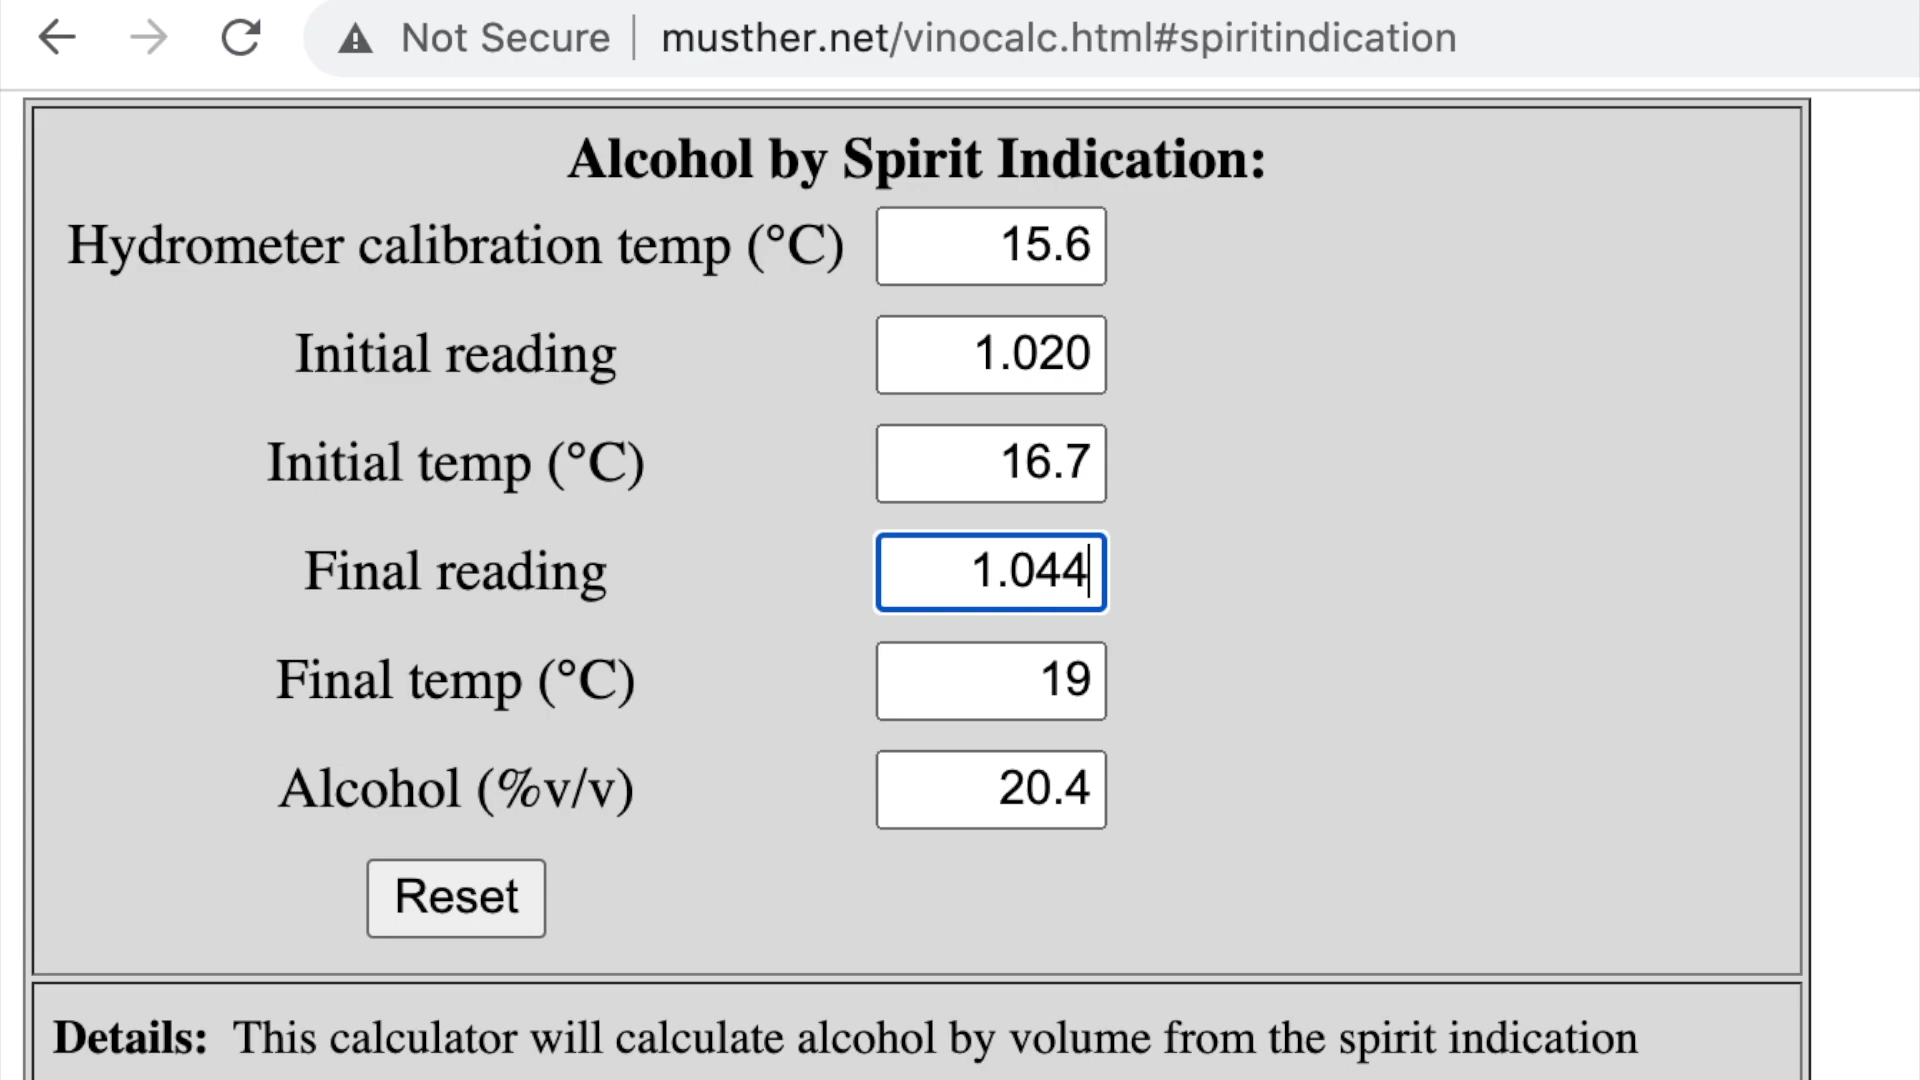 Not Secure musther.net/vinocalc.html#spiritindication
Alcohol by Spirit Indication:
Hydrometer calibration temp (°C) 15.6
Initial reading 1.020
Initial temp (°C) 16.7
Final reading 1.044
Final temp (°C) 19
Alcohol (%v/v) 20.4
Reset
Details: This calculator will calculate alcohol by volume from the spirit indication